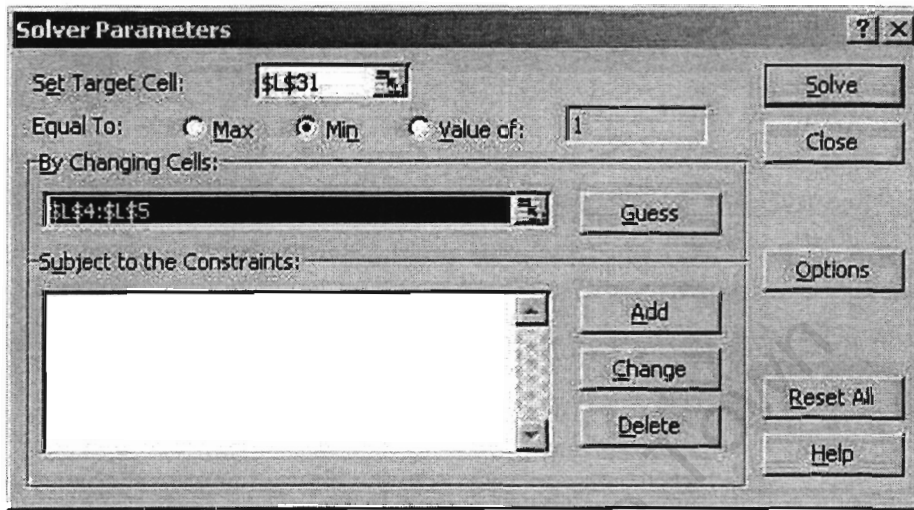 Solver Parameters ? X
Set Target Cell: $L$31 Solve
Equal To: Max Min Value of: 1 Close
By Changing Cells:
$L$4:$L$5 Guess
Subject to the Constraints: Options
Add
Change Reset All
Delete Help